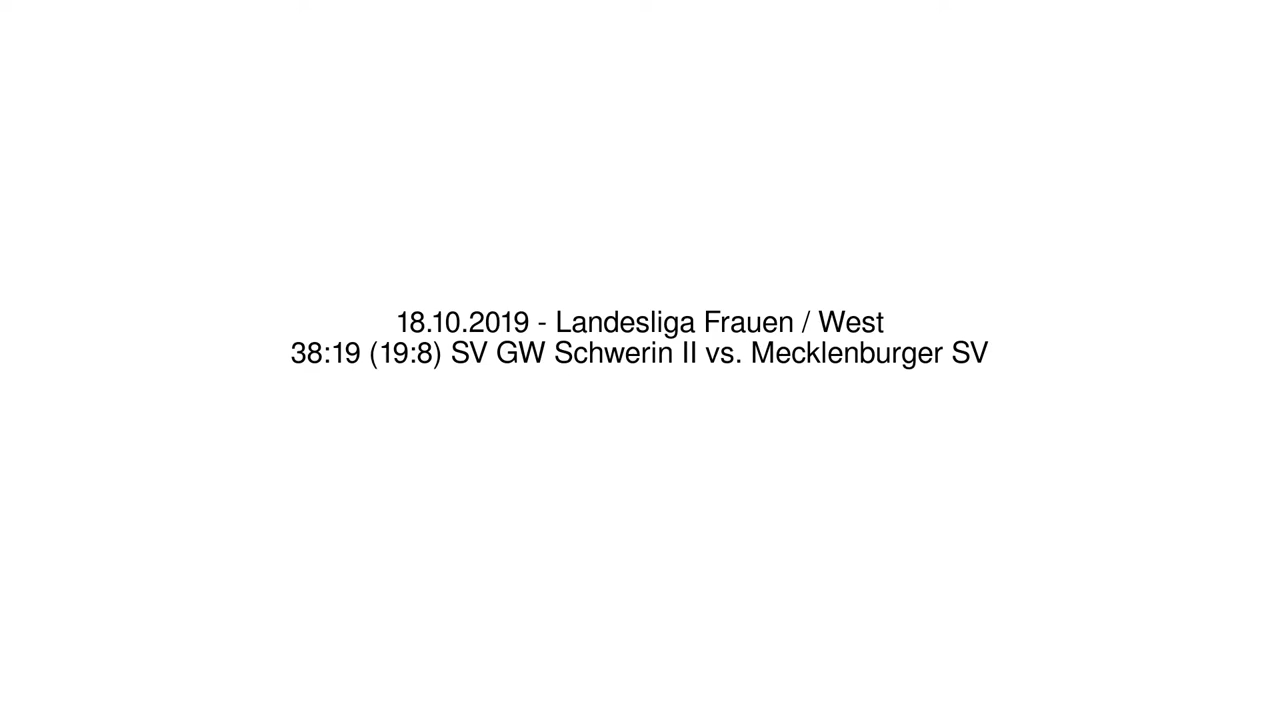 18.10.2019 - Landesliga Frauen / West
38:19 (19:8) SV GW Schwerin II vs. Mecklenburger SV